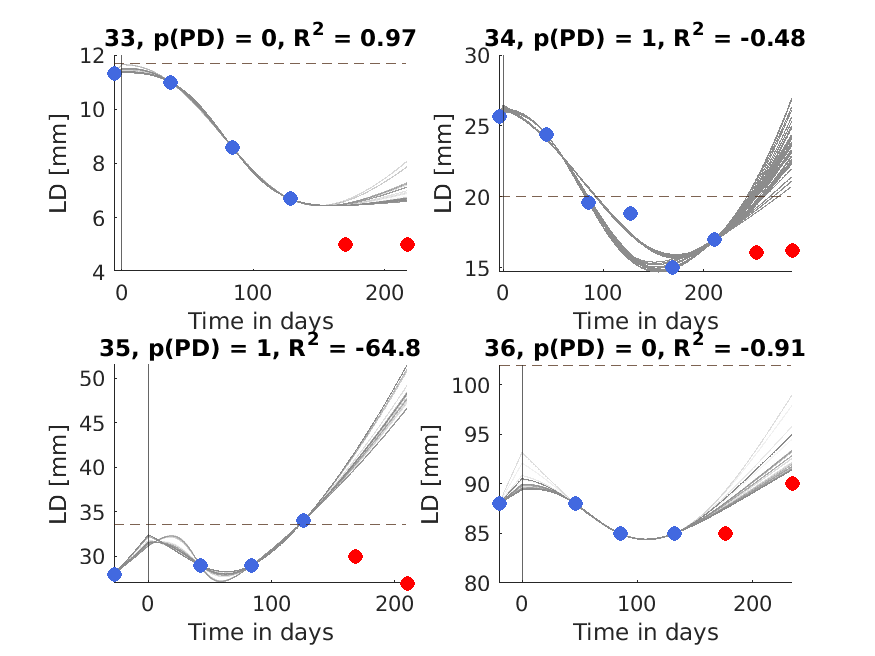 33, p(PD) = 0, R² = 0.97
12
10
8
6
4
LD [mm]
0
100
200
Time in days
34, p(PD) = 1, R² = -0.48
30
25
20
15
LD [mm]
0
100
200
Time in days
35, p(PD) = 1, R² = -64.8
50
45
40
35
30
LD [mm]
0
100
200
Time in days
36, p(PD) = 0, R² = -0.91
100
95
90
85
80
LD [mm]
0
100
200
Time in days